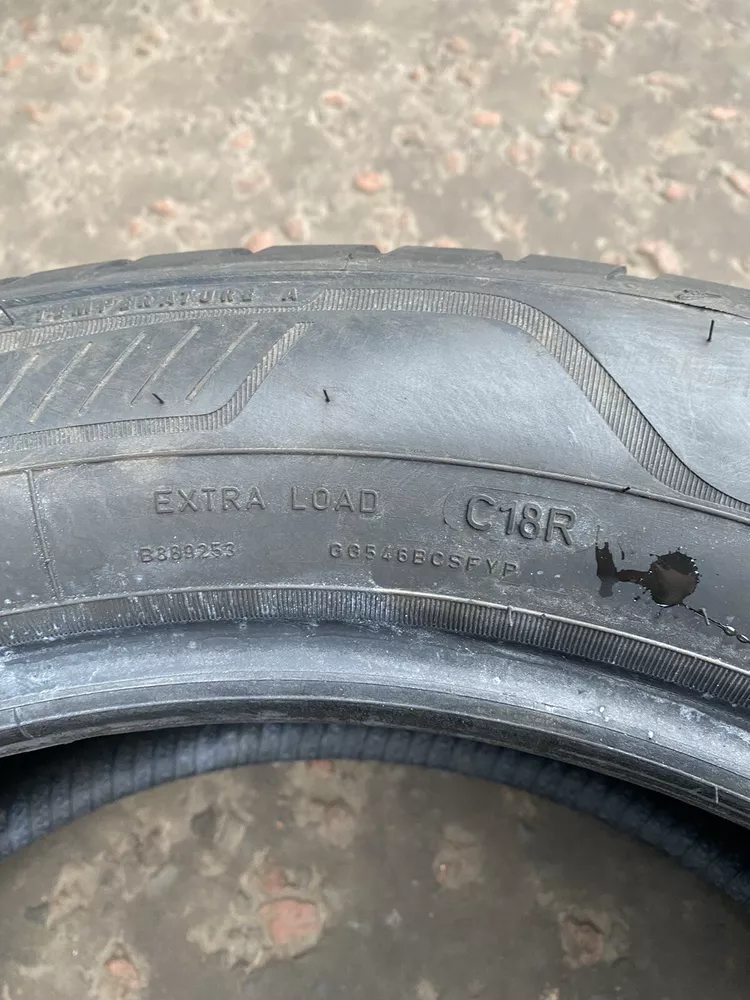 TEMPERATURE A
EXTRA LOAD
C18R
B389253
GG546BCSFYP